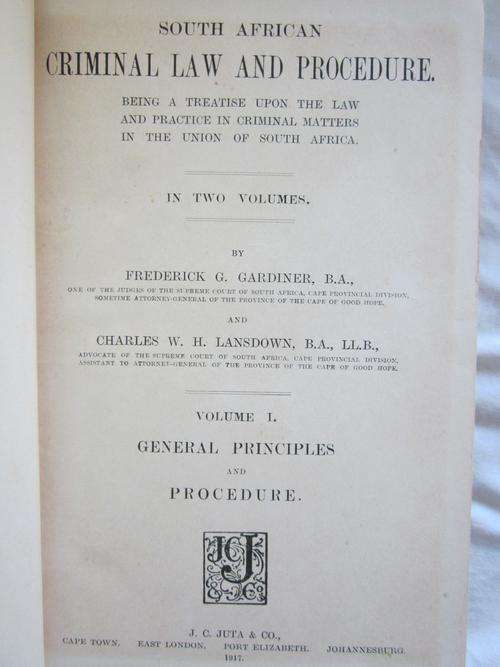 SOUTH AFRICAN
CRIMINAL LAW AND PROCEDURE.
BEING A TREATISE UPON THE LAW
AND PRACTICE IN CRIMINAL MATTERS
IN THE UNION OF SOUTH AFRICA.
IN TWO VOLUMES.
BY
FREDERICK G. GARDINER, B.A.,
ONE OF THE JUDGES OF THE SUPREME COURT OF SOUTH AFRICA, CAPE PROVINCIAL DIVISION,
SOMETIME ATTORNEY-GENERAL OF THE PROVINCE OF THE CAPE OF GOOD HOPE,
AND
CHARLES W. H. LANSDOWN, B.A., LL.B.,
ADVOCATE OF THE SUPREME COURT OF SOUTH AFRICA, CAPE PROVINCIAL DIVISION,
ASSISTANT TO ATTORNEY-GENERAL OF THE PROVINCE OF THE CAPE OF GOOD HOPE.
VOLUME I.
GENERAL PRINCIPLES
AND
PROCEDURE.
J C J & Co
J. C. JUTA & CO.,
CAPE TOWN. EAST LONDON. PORT ELIZABETH. JOHANNESBURG.
1917.